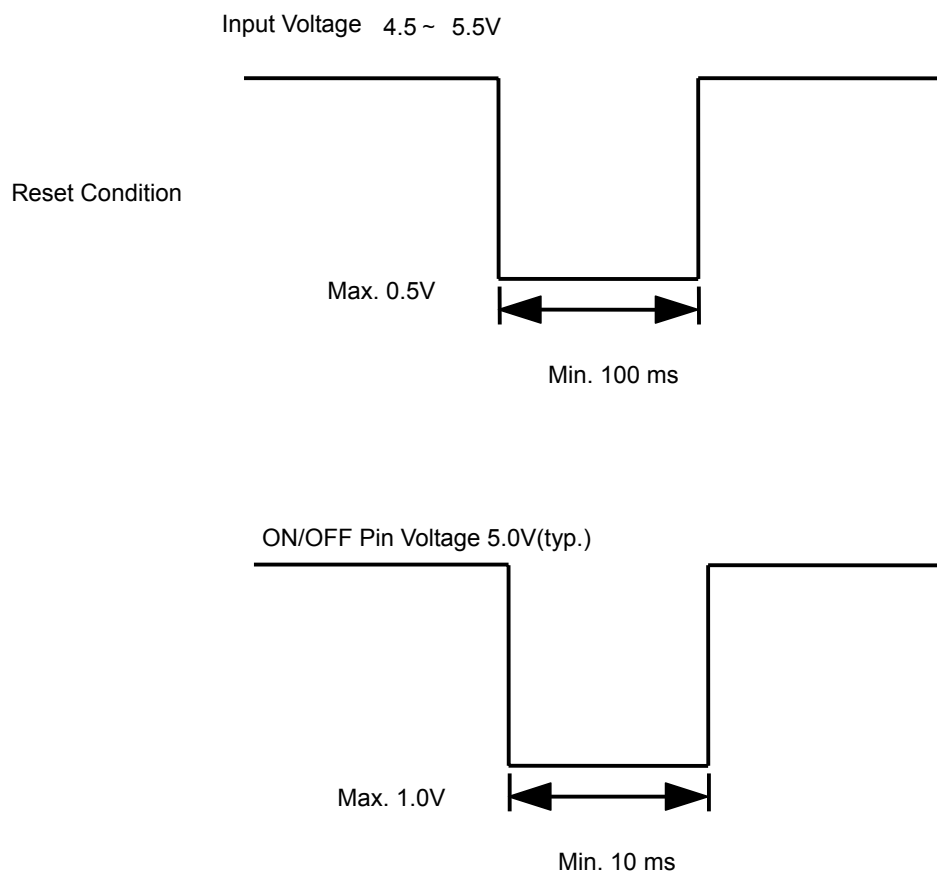 Input Voltage 4.5 ~ 5.5V
Reset Condition
Max. 0.5V
Min. 100 ms
ON/OFF Pin Voltage 5.0V(typ.)
Max. 1.0V
Min. 10 ms